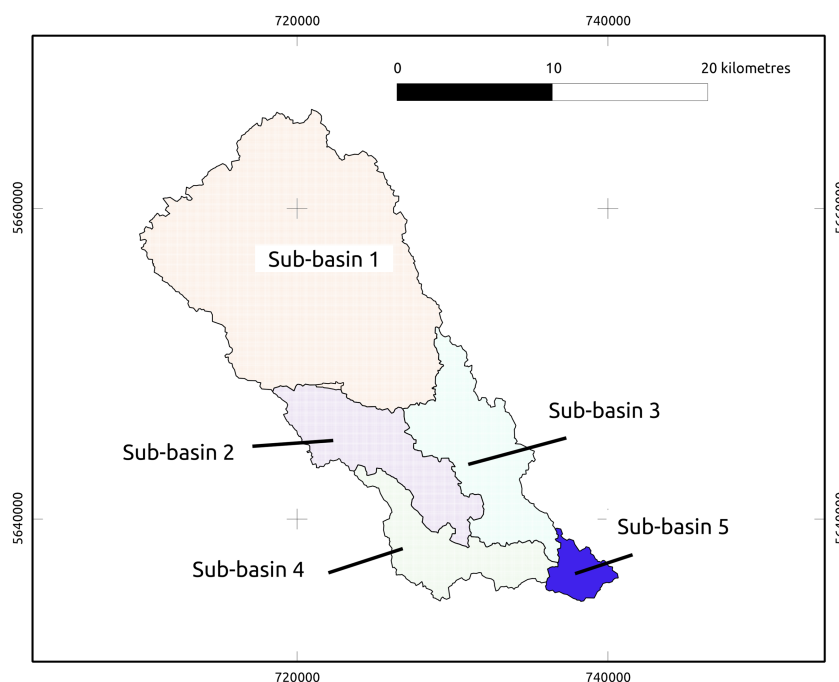 720000
740000
0
10
20 kilometres
5660000
Sub-basin 1
Sub-basin 3
Sub-basin 2
5640000
Sub-basin 5
Sub-basin 4
720000
740000